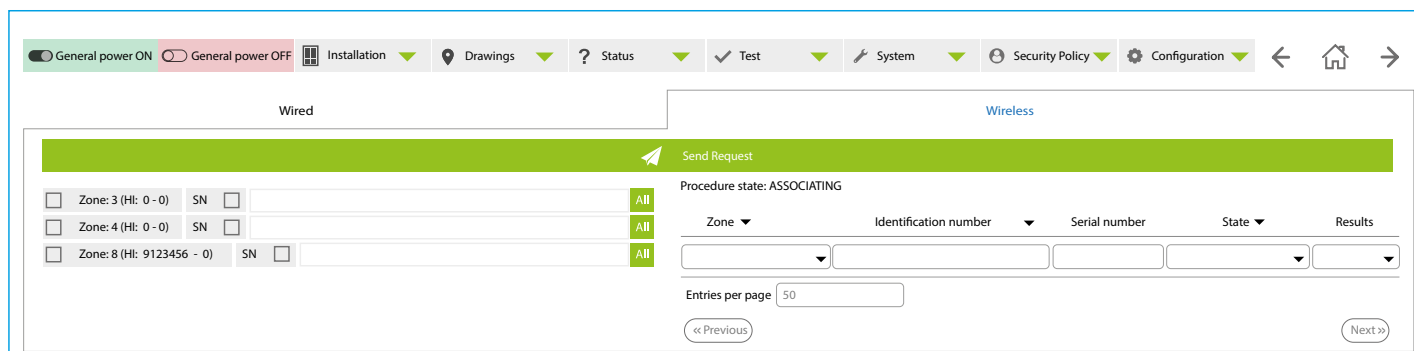 General power ON General power OFF Installation Drawings ? Status Test System Security Policy Configuration
Wired Wireless
Send Request
Procedure state: ASSOCIATING
Zone: 3 (HI: 0 - 0) SN All
Zone: 4 (HI: 0 - 0) SN All
Zone: 8 (HI: 9123456 - 0) SN All
Zone Identification number Serial number State Results
Entries per page 50
« Previous Next »